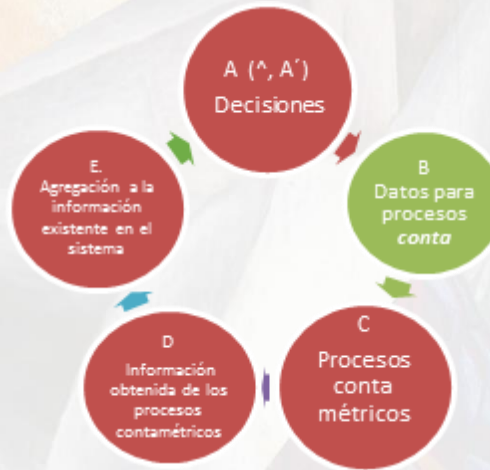 A (^, A´)
Decisiones
B
Datos para
procesos
conta
C
Procesos
conta
métricos
D
Información
obtenida de los
procesos
contamétricos
E.
Agregación a la
información
existente en el
sistema